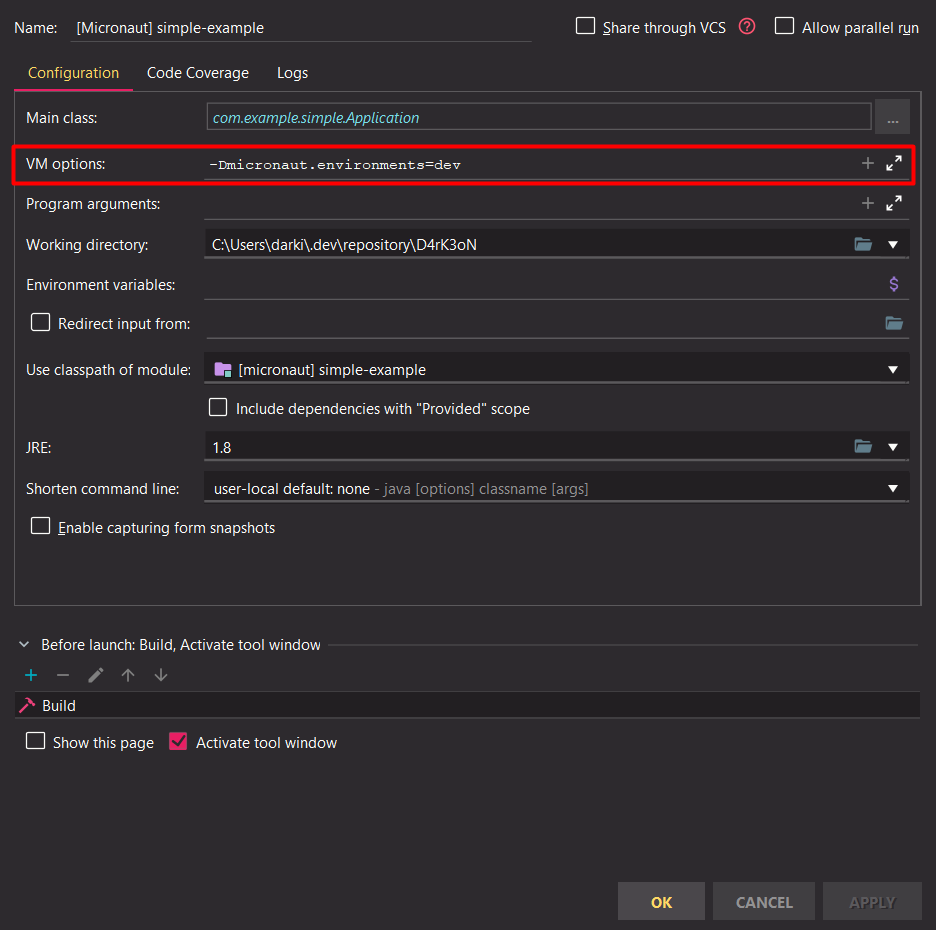 Name: [Micronaut] simple-example Share through VCS ? Allow parallel run
Configuration Code Coverage Logs
Main class: com.example.simple.Application ...
VM options: -Dmicronaut.environments=dev
Program arguments:
Working directory: C:\Users\darki\.dev\repository\D4rK3oN
Environment variables: $
Redirect input from:
Use classpath of module: [micronaut] simple-example
Include dependencies with "Provided" scope
JRE: 1.8
Shorten command line: user-local default: none - java [options] classname [args]
Enable capturing form snapshots
Before launch: Build, Activate tool window
Build
Show this page Activate tool window
OK CANCEL APPLY